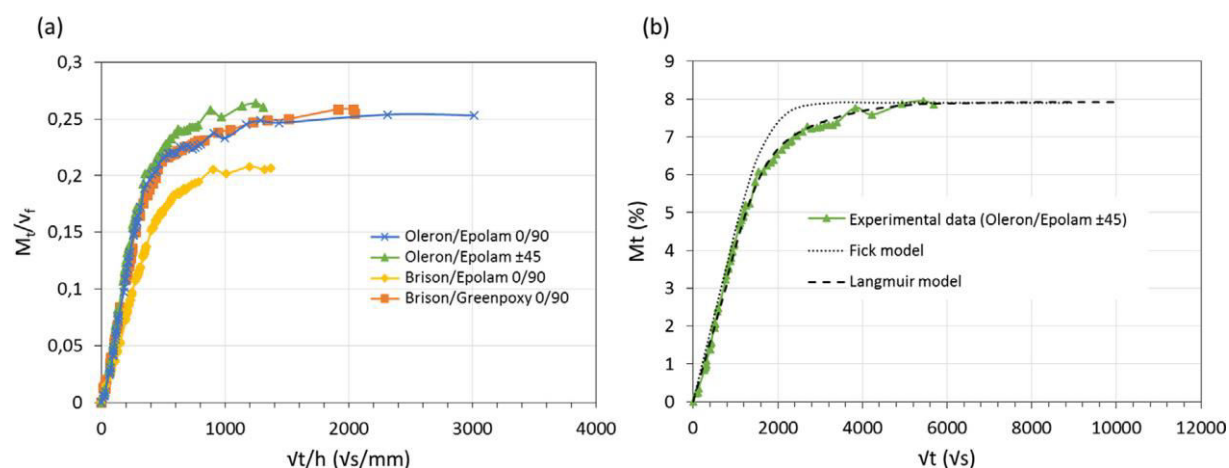 (a)
0,3
0,25
0,2
0,15
0,1
0,05
0
Mt/vf
0 1000 2000 3000 4000
√t/h (√s/mm)
Oleron/Epolam 0/90
Oleron/Epolam ±45
Brison/Epolam 0/90
Brison/Greenpoxy 0/90
(b)
9
8
7
6
5
4
3
2
1
0
Mt (%)
0 2000 4000 6000 8000 10000 12000
√t (√s)
Experimental data (Oleron/Epolam ±45)
Fick model
Langmuir model